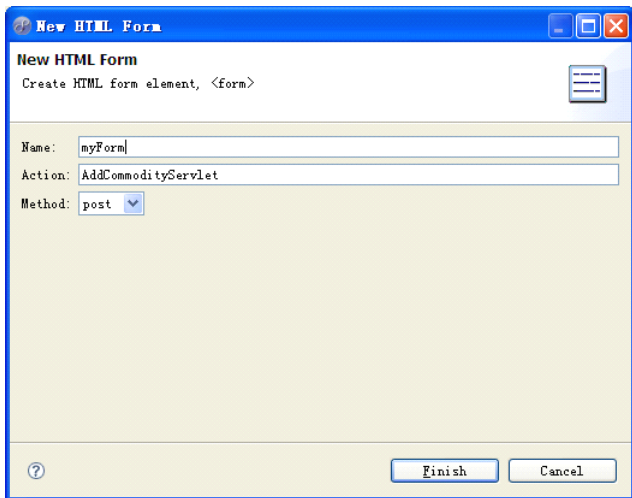 New HTML Form
New HTML Form
Create HTML form element, <form>
Name: myForm
Action: AddCommodityServlet
Method: post
Finish Cancel